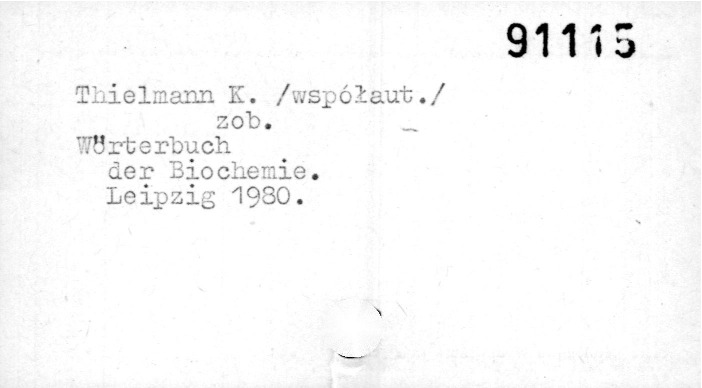 91115
Thielmann K. /współaut./
zob.
Wörterbuch
der Biochemie.
Leipzig 1980.